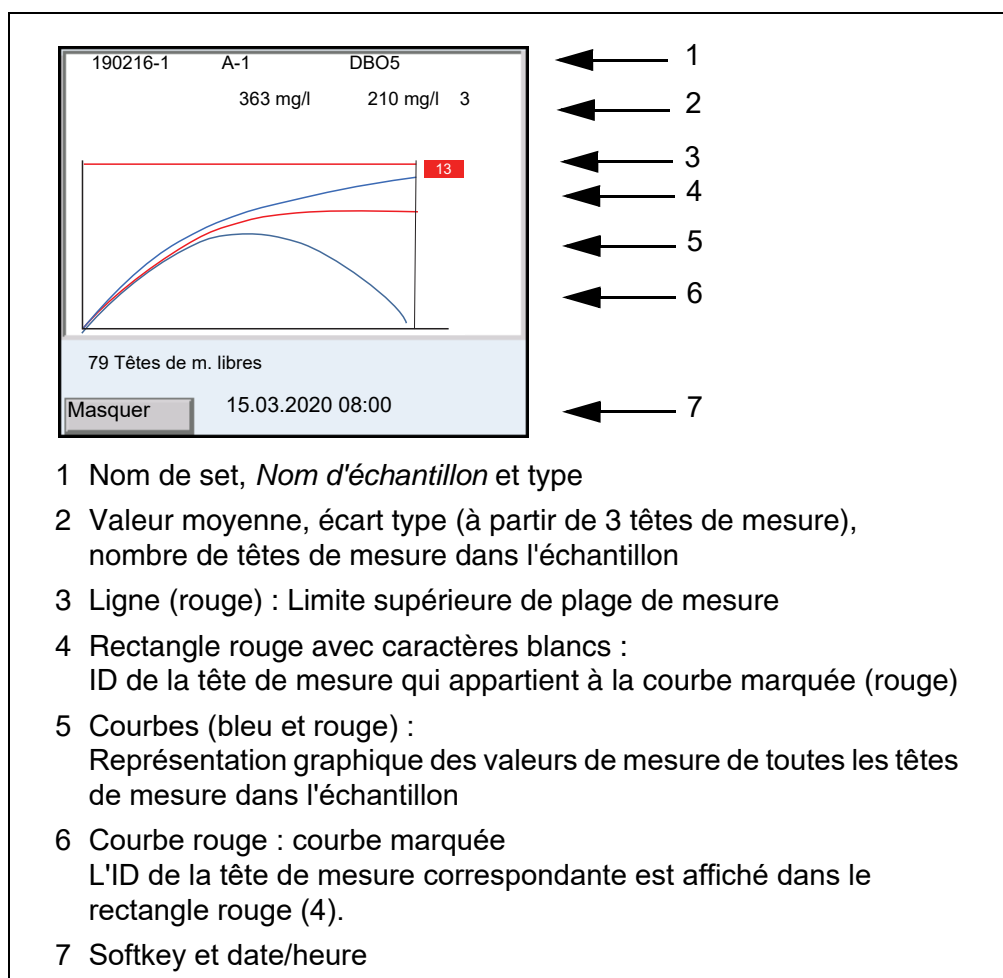 190216-1 A-1 DBO5 1
363 mg/l 210 mg/l 3 2
3
13
4
5
6
79 Têtes de m. libres
Masquer 15.03.2020 08:00 7
1 Nom de set, Nom d'échantillon et type
2 Valeur moyenne, écart type (à partir de 3 têtes de mesure),
nombre de têtes de mesure dans l'échantillon
3 Ligne (rouge) : Limite supérieure de plage de mesure
4 Rectangle rouge avec caractères blancs :
ID de la tête de mesure qui appartient à la courbe marquée (rouge)
5 Courbes (bleu et rouge) :
Représentation graphique des valeurs de mesure de toutes les têtes
de mesure dans l'échantillon
6 Courbe rouge : courbe marquée
L'ID de la tête de mesure correspondante est affiché dans le
rectangle rouge (4).
7 Softkey et date/heure